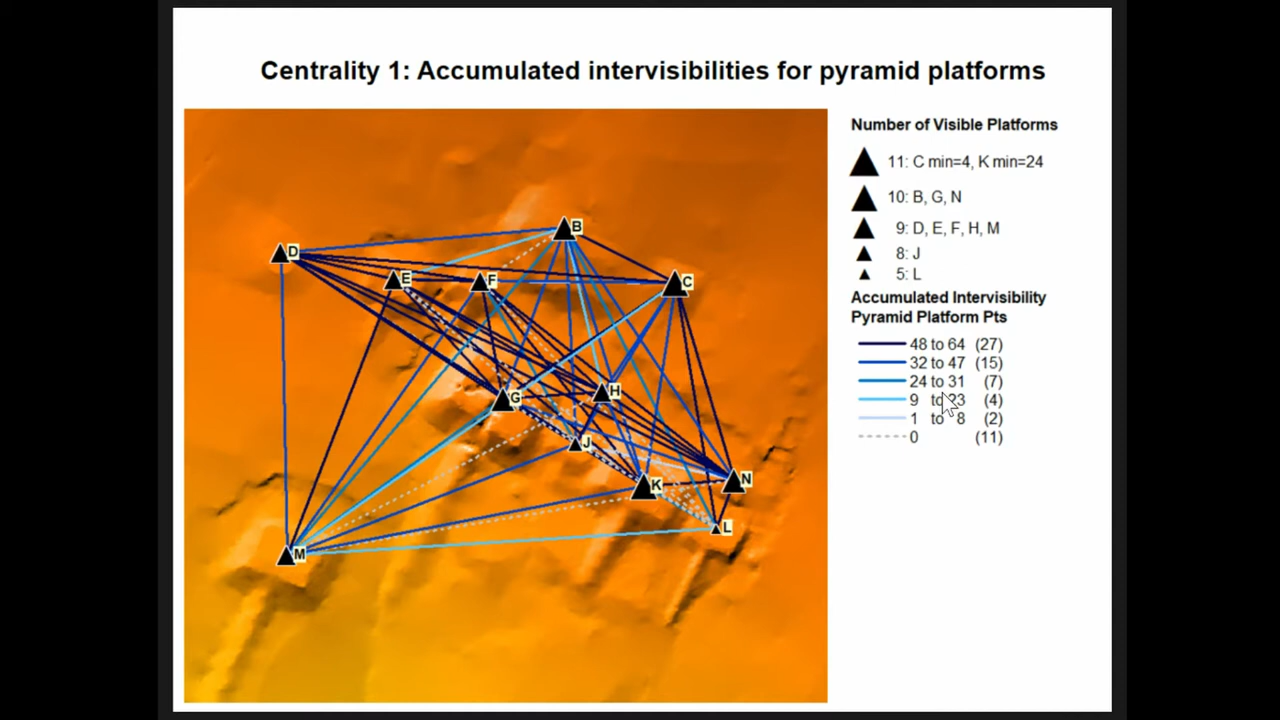 Centrality 1: Accumulated intervisibilities for pyramid platforms
Number of Visible Platforms
11: C min=4, K min=24
10: B, G, N
9: D, E, F, H, M
8: J
5: L
Accumulated Intervisibility
Pyramid Platform Pts
48 to 64 (27)
32 to 47 (15)
24 to 31 (7)
9 to 23 (4)
1 to 8 (2)
0 (11)
B
D
E
F
C
G
H
J
K
N
L
M